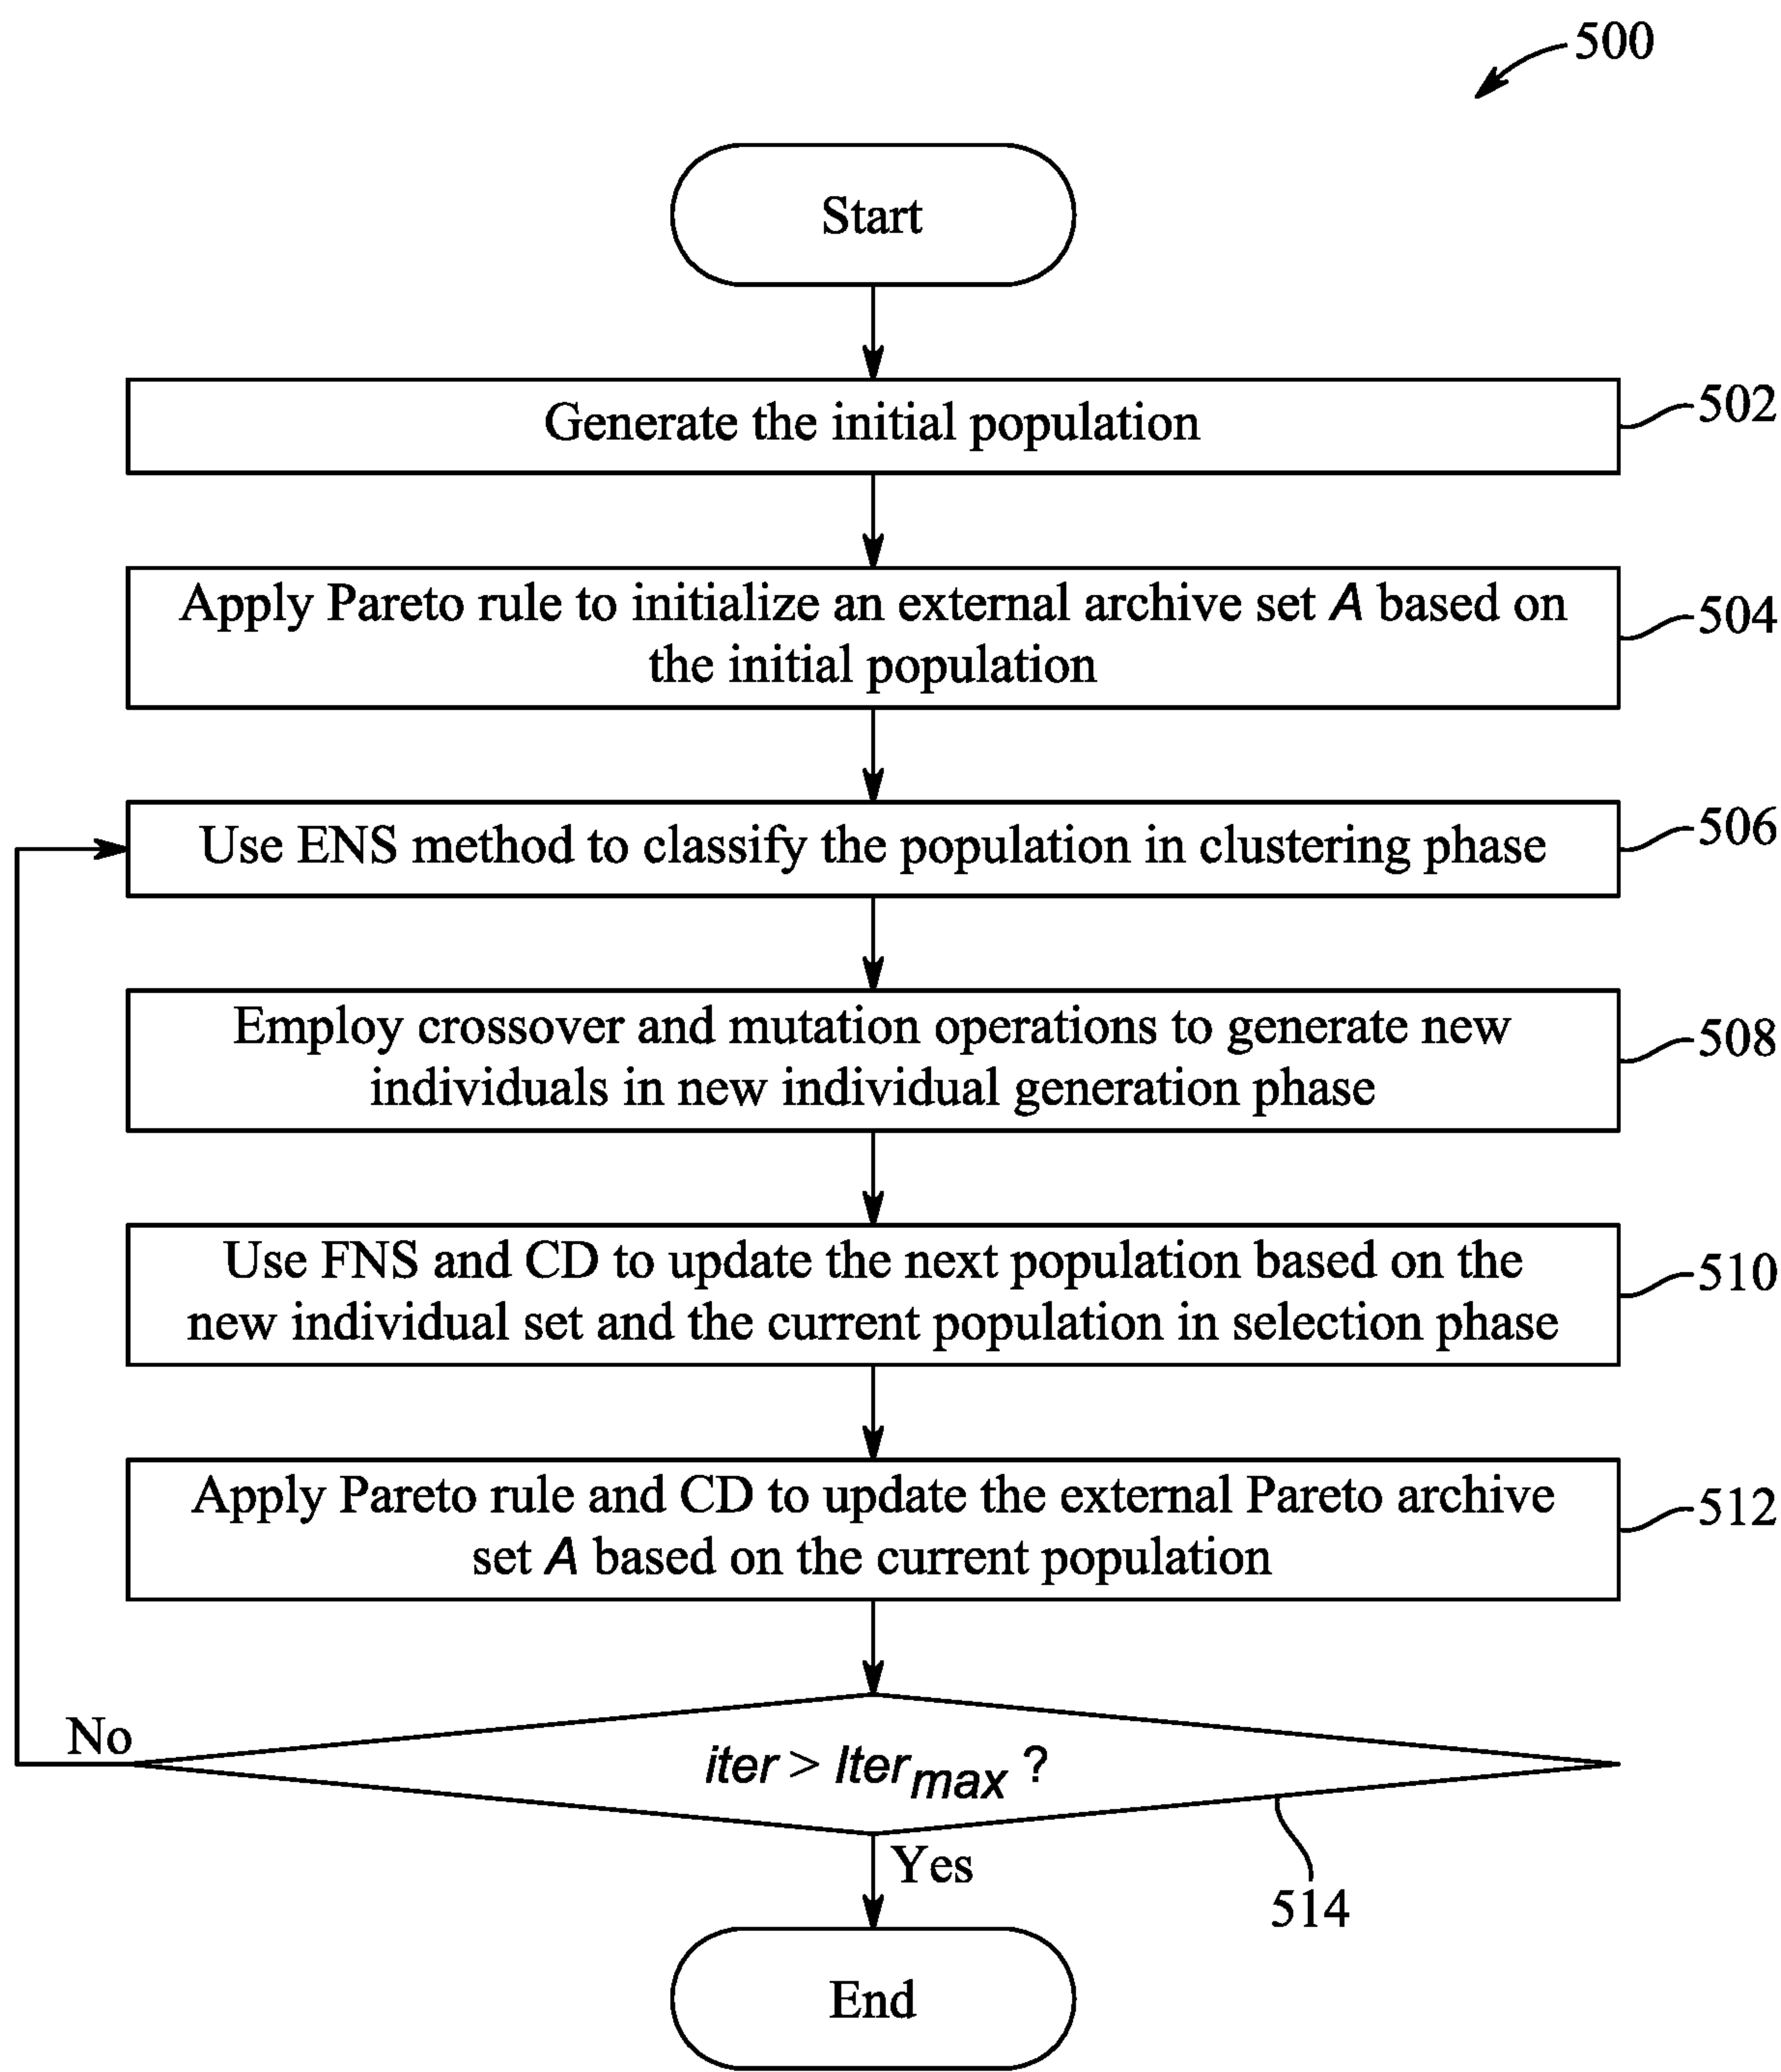 500
Start
Generate the initial population
502
Apply Pareto rule to initialize an external archive set A based on
the initial population
504
Use ENS method to classify the population in clustering phase
506
Employ crossover and mutation operations to generate new
individuals in new individual generation phase
508
Use FNS and CD to update the next population based on the
new individual set and the current population in selection phase
510
Apply Pareto rule and CD to update the external Pareto archive
set A based on the current population
512
No
iter > Iter max ?
Yes
514
End